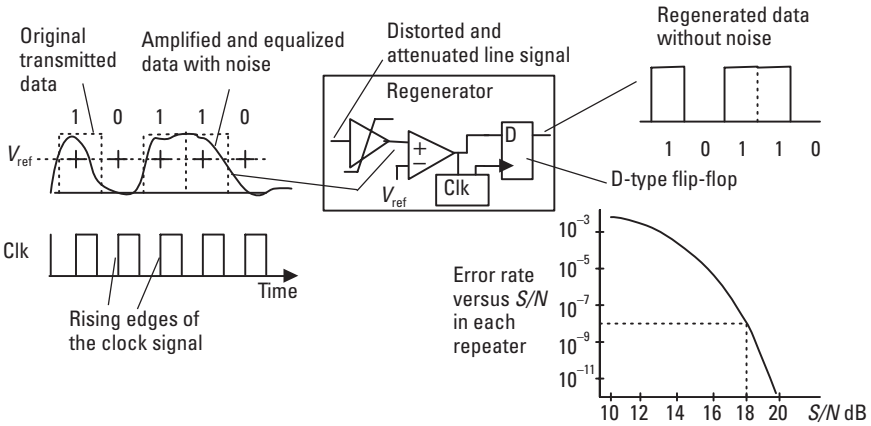 Original
transmitted
data
Amplified and equalized
data with noise
Distorted and
attenuated line signal
Regenerated data
without noise
1 0 1 1 0
V_ref
Regenerator
+
−
V_ref
D
Clk
D-type flip-flop
1 0 1 1 0
Clk
Time
Rising edges of
the clock signal
Error rate
versus S/N
in each
repeater
10⁻³
10⁻⁵
10⁻⁷
10⁻⁹
10⁻¹¹
10 12 14 16 18 20 S/N dB